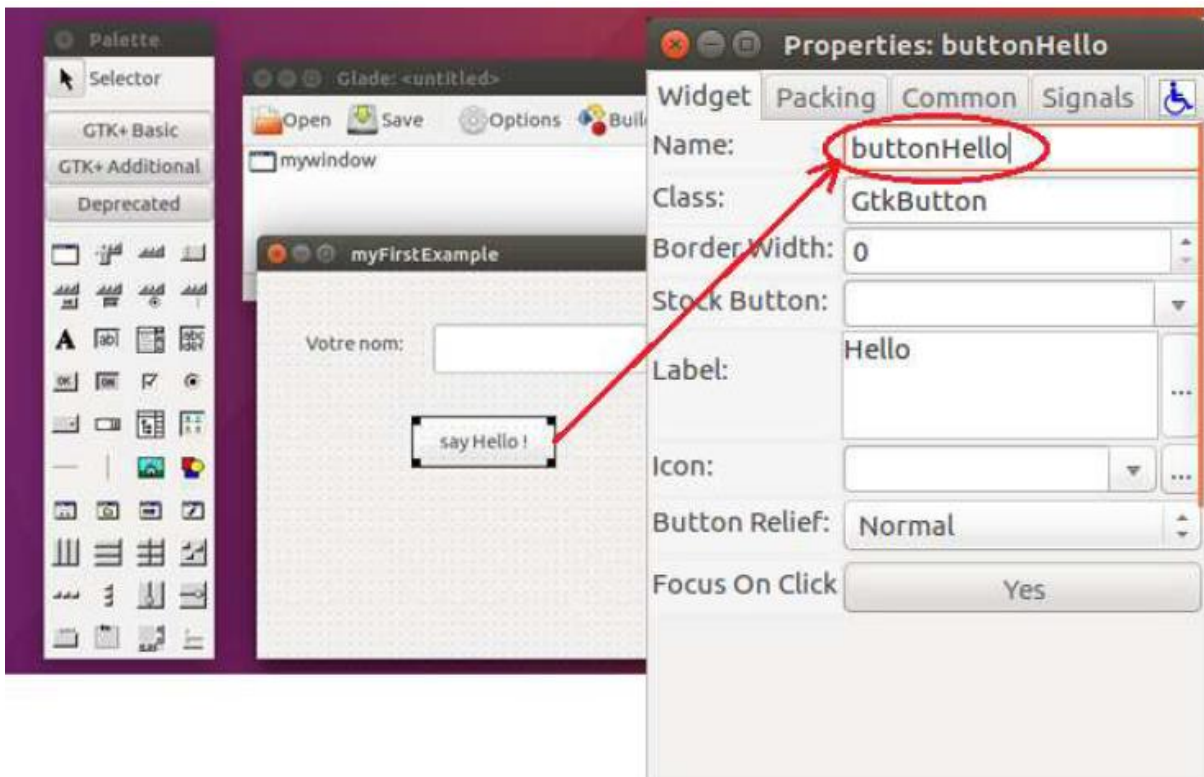 Palette
Selector
GTK+ Basic
GTK+ Additional
Deprecated
Glade: <untitled>
Open Save Options Buil
mywindow
myFirstExample
Votre nom:
say Hello !
Properties: buttonHello
Widget Packing Common Signals
Name: buttonHello
Class: GtkButton
Border Width: 0
Stock Button:
Label: Hello
...
Icon:
...
Button Relief: Normal
Focus On Click Yes